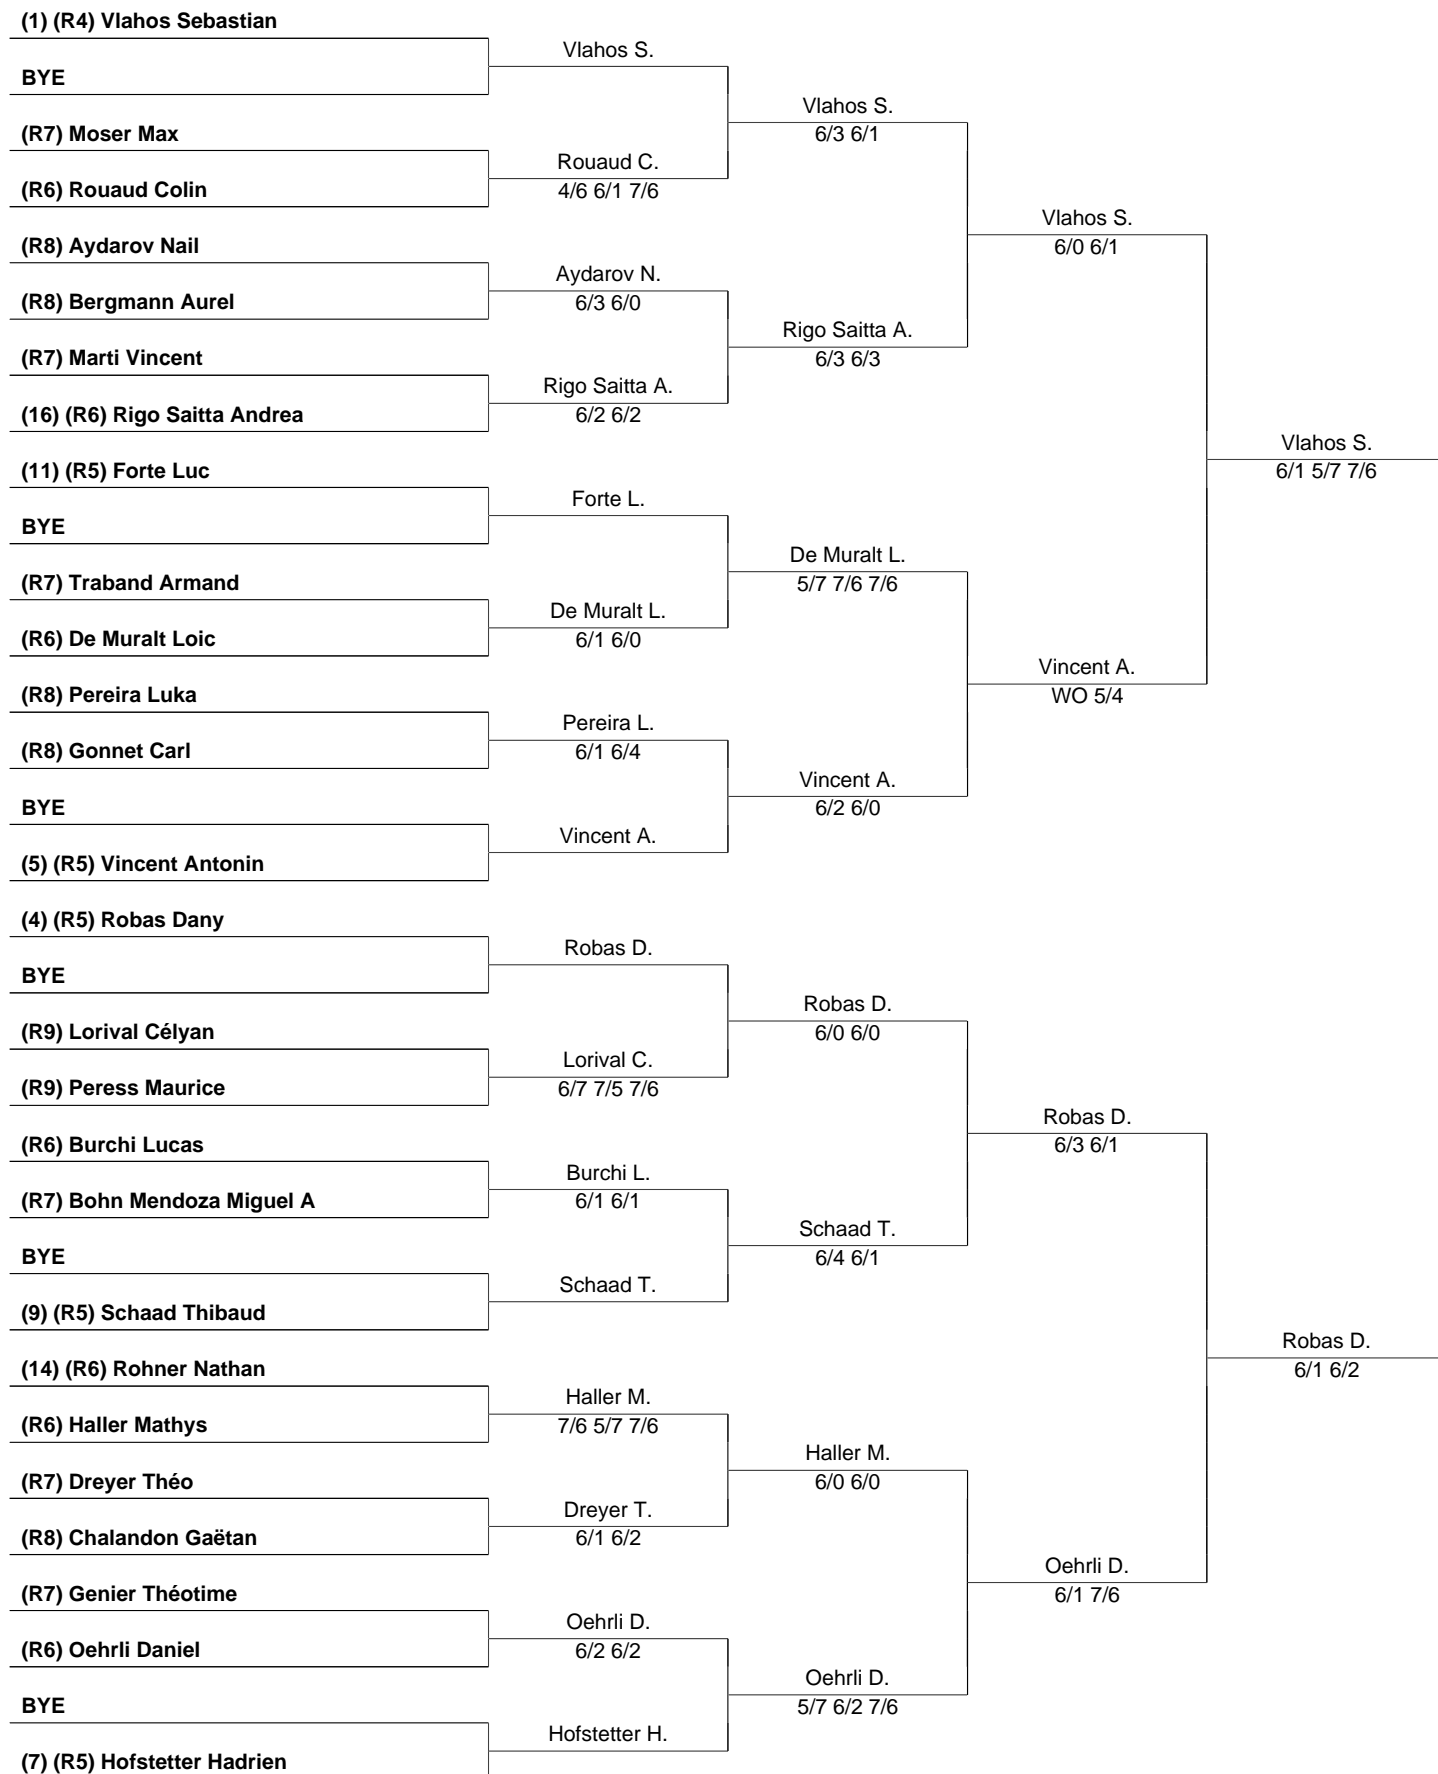 (1) (R4) Vlahos Sebastian
Vlahos S.
BYE
Vlahos S.
(R7) Moser Max
6/3 6/1
Rouaud C.
(R6) Rouaud Colin
4/6 6/1 7/6
Vlahos S.
(R8) Aydarov Nail
6/0 6/1
Aydarov N.
(R8) Bergmann Aurel
6/3 6/0
Rigo Saitta A.
(R7) Marti Vincent
6/3 6/3
Rigo Saitta A.
(16) (R6) Rigo Saitta Andrea
6/2 6/2
Vlahos S.
(11) (R5) Forte Luc
6/1 5/7 7/6
Forte L.
BYE
De Muralt L.
(R7) Traband Armand
5/7 7/6 7/6
De Muralt L.
(R6) De Muralt Loic
6/1 6/0
Vincent A.
(R8) Pereira Luka
WO 5/4
Pereira L.
(R8) Gonnet Carl
6/1 6/4
Vincent A.
BYE
6/2 6/0
Vincent A.
(5) (R5) Vincent Antonin
(4) (R5) Robas Dany
Robas D.
BYE
Robas D.
(R9) Lorival Célyan
6/0 6/0
Lorival C.
(R9) Peress Maurice
6/7 7/5 7/6
Robas D.
(R6) Burchi Lucas
6/3 6/1
Burchi L.
(R7) Bohn Mendoza Miguel A
6/1 6/1
Schaad T.
BYE
6/4 6/1
Schaad T.
(9) (R5) Schaad Thibaud
Robas D.
(14) (R6) Rohner Nathan
6/1 6/2
Haller M.
(R6) Haller Mathys
7/6 5/7 7/6
Haller M.
(R7) Dreyer Théo
6/0 6/0
Dreyer T.
(R8) Chalandon Gaëtan
6/1 6/2
Oehrli D.
(R7) Genier Théotime
6/1 7/6
Oehrli D.
(R6) Oehrli Daniel
6/2 6/2
Oehrli D.
BYE
5/7 6/2 7/6
Hofstetter H.
(7) (R5) Hofstetter Hadrien